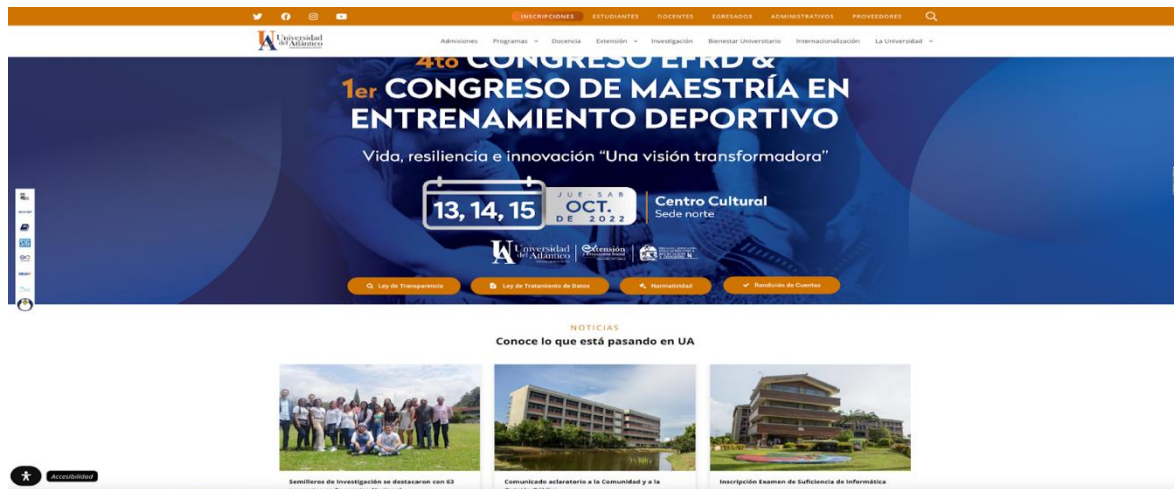 INSCRIPCIONES ESTUDIANTES DOCENTES EGRESADOS ADMINISTRATIVOS PROVEEDORES
Universidad
del Atlántico
Admisiones Programas Docencia Extensión Investigación Bienestar Universitario Internacionalización La Universidad
4to CONGRESO EFRD &
1er CONGRESO DE MAESTRÍA EN
ENTRENAMIENTO DEPORTIVO
Vida, resiliencia e innovación "Una visión transformadora"
13, 14, 15
JUE - SAB
OCT.
DE 2022
Centro Cultural
Sede norte
Universidad
del Atlántico
Extensión
y Proyección Social
Ley de Transparencia Ley de Tratamiento de Datos Normatividad Rendición de Cuentas
NOTICIAS
Conoce lo que está pasando en UA
Semilleros de Investigación se destacaron con 63
Comunicado aclaratorio a la Comunidad y a la
Inscripción Examen de Suficiencia de Informática
Accesibilidad